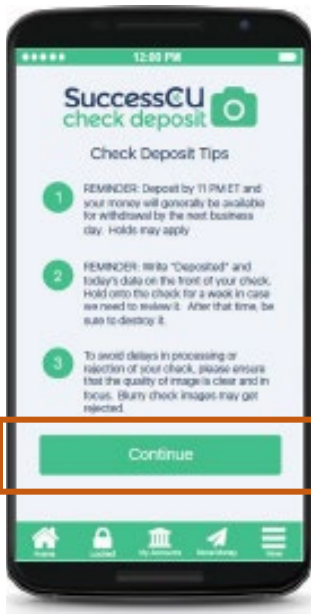 12:00 PM
SuccessCU
check deposit
Check Deposit Tips
1
REMINDER: Deposit by 11 PM ET and
your money will generally be available
for withdrawal by the next business
day. Holds may apply
2
REMINDER: Write "Deposited" and
today's date on the front of your check.
Hold onto the check for a week in case
we need to review it. After that time, be
sure to destroy it.
3
To avoid delays in processing or
rejection of your check, please ensure
that the quality of image is clear and in
focus. Blurry check images may get
rejected.
Continue
Home
Locked
My Accounts
Move Money